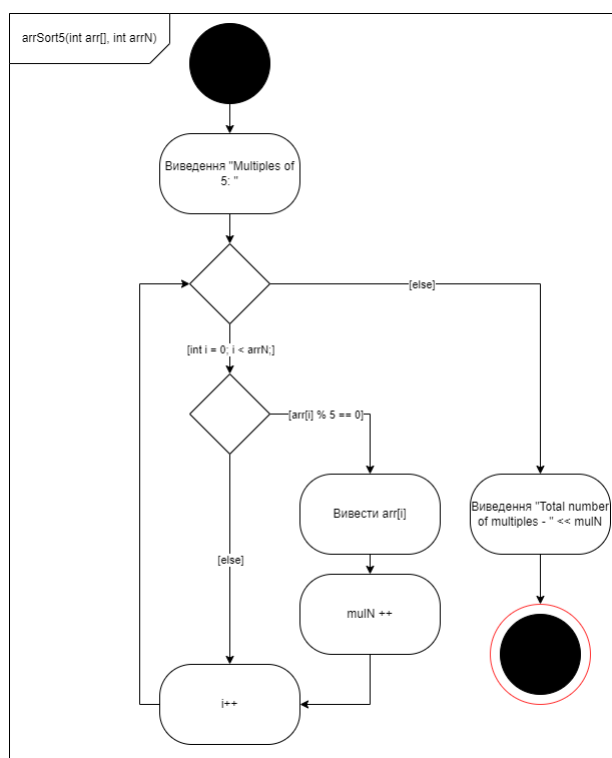 arrSort5(int arr[], int arrN)
Виведення "Multiples of
5: "
[else]
[int i = 0; i < arrN;]
[arr[i] % 5 == 0]
Вивести arr[i]
Виведення "Total number
of multiples - " << mulN
[else]
mulN ++
i++